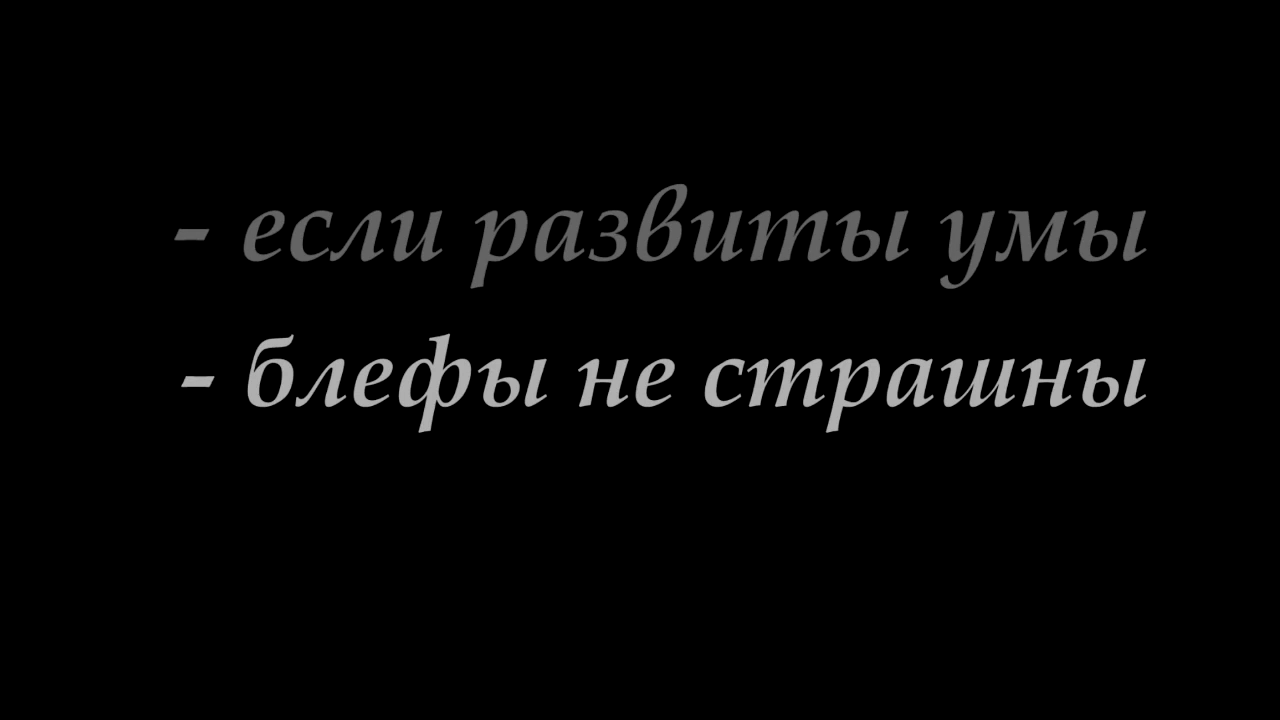 - если развиты умы
- блефы не страшны